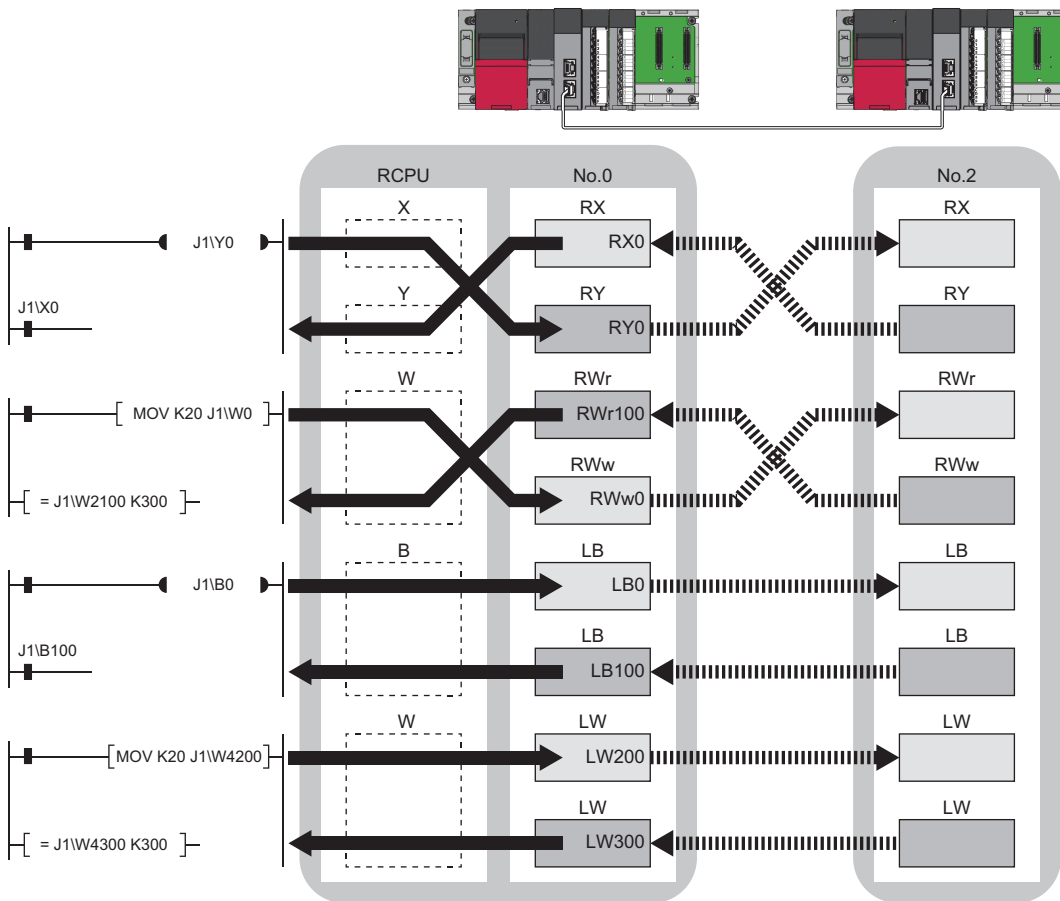 RCPU No.0 No.2
X RX RX
J1\Y0 RX0
Y RY RY
J1\X0
RY0
W RWr RWr
MOV K20 J1\W0 RWr100
RWw RWw
= J1\W2100 K300 RWw0
B LB LB
J1\B0 LB0
LB LB
J1\B100
LB100
W LW LW
MOV K20 J1\W4200 LW200
LW LW
= J1\W4300 K300 LW300